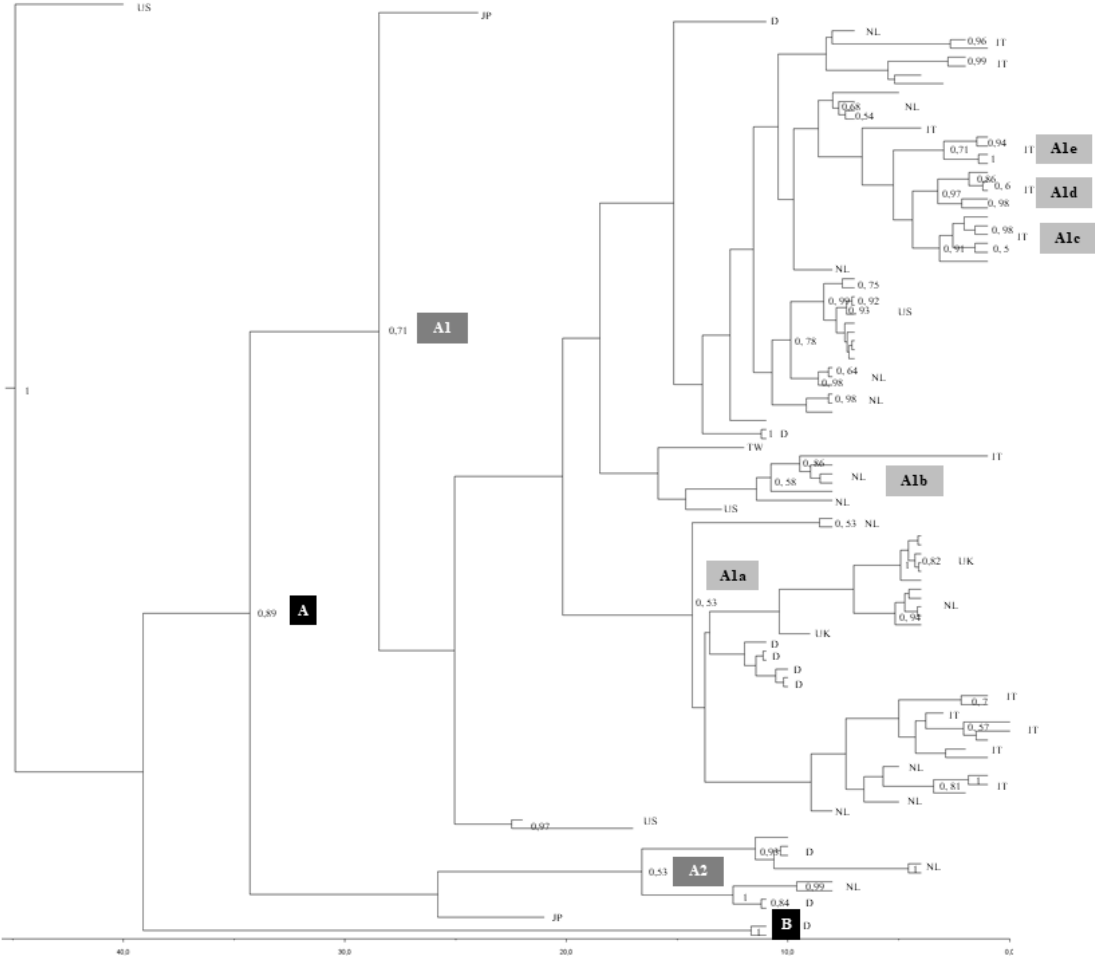 US
JP
D
NL
0,96 IT
0,99 IT
0,68 NL
0,54
IT
0,94
0,71 IT A1e
1
0,86
0, 6
0,97 IT A1d
0, 98
0, 98
IT A1c
0,91 0, 5
NL
0, 75
0,99 0, 92
0,93 US
0,71 A1
0, 78
0, 64
NL
0,98
1
0, 98 NL
1 D
TW
IT
0,86
0, 58 NL A1b
NL
US
0, 53 NL
0,82 UK
1
A1a
0, 53
NL
0,94
0,89 A
UK
D
D
D
D
IT
0, 7
IT
0, 57 IT
IT
NL
1
0, 81 IT
NL
NL
US
0,97
0,93 D
0,53 A2
1 NL
0,99 NL
1 0,84 D
JP
1 B D
40,0 30,0 20,0 10,0 0,0